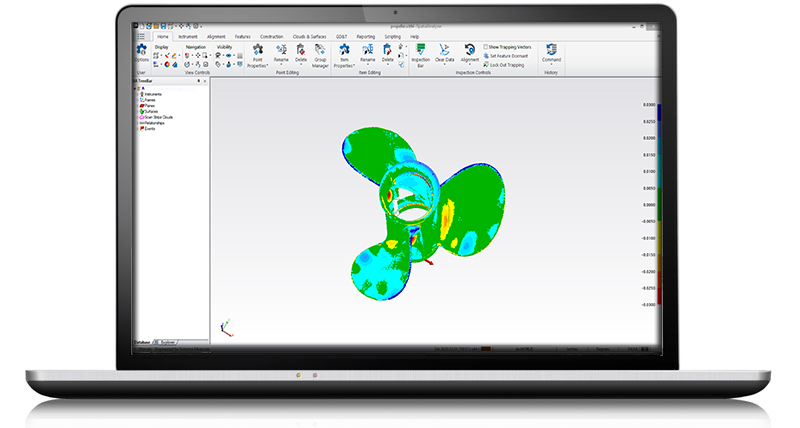 propeller.xit64 - SpatialAnalyzer
Home Instrument Alignment Features Construction Clouds & Surfaces GD&T Reporting Scripting Help
Display Navigation Visibility
Options
Point Properties* Rename Delete Group Manager
Item Properties* Rename Delete
Inspection Bar Clear Data Alignment
Show Trapping Vectors
Set Feature Dormant
Lock Out Trapping
Command
User View Controls Point Editing Item Editing Inspection Controls History
SA TreeBar
A
Instruments
Frames
Planes
Surfaces
Scan Stripe Clouds
Relationships
Events
0.0300
0.0250
0.0200
0.0150
0.0100
0.0050
0.0000
-0.0050
-0.0100
-0.0150
-0.0200
-0.0250
-0.0300
Database Explorer